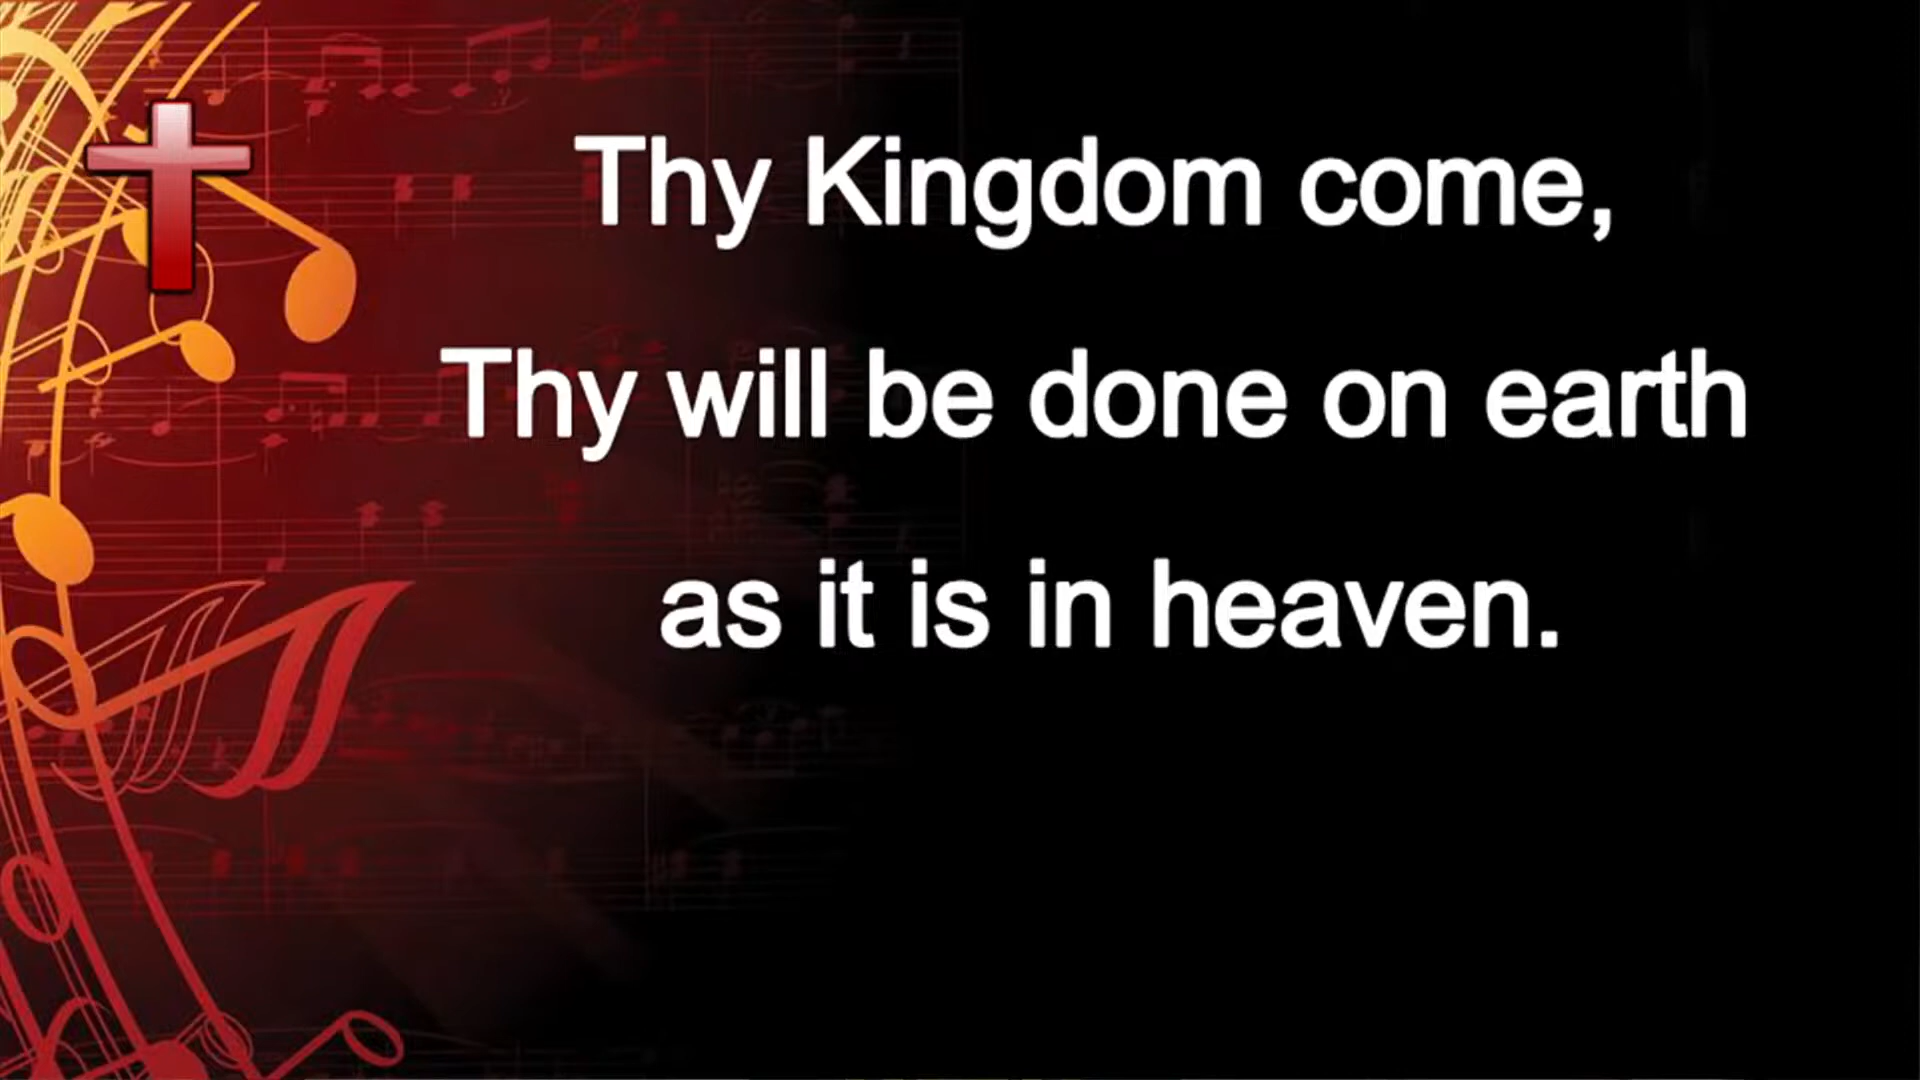 Thy Kingdom come,
Thy will be done on earth
as it is in heaven.